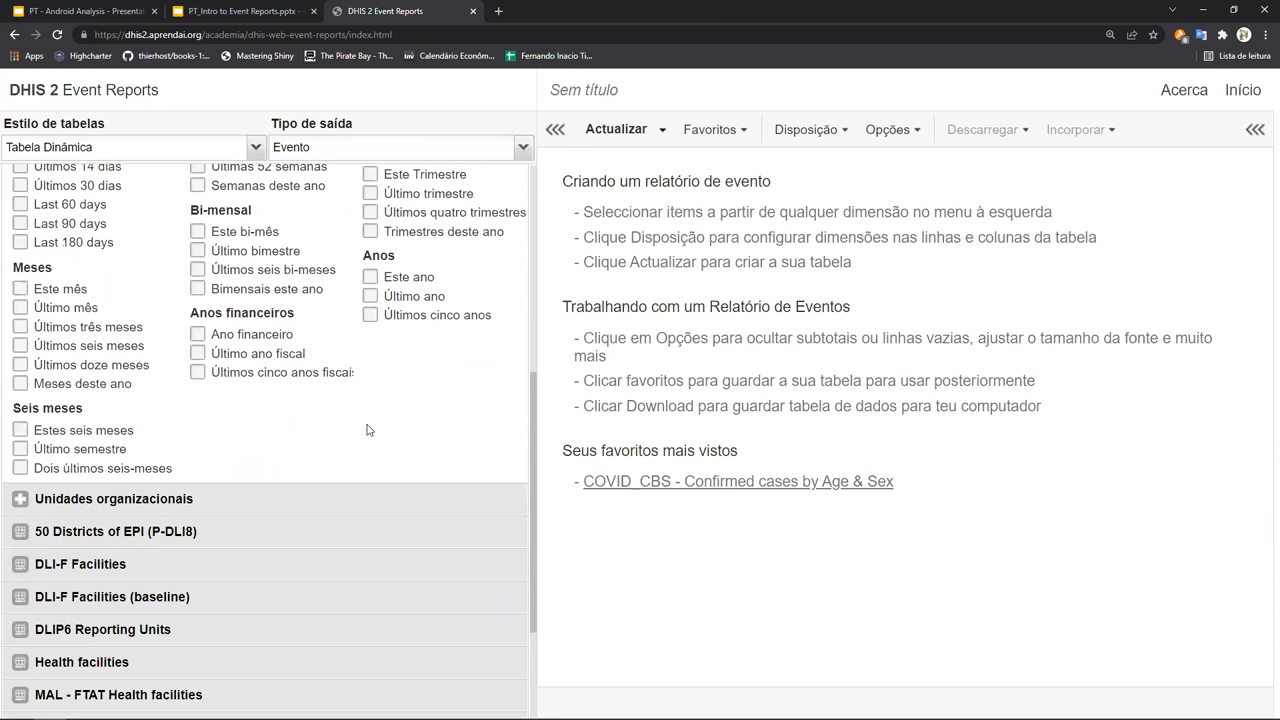 PT - Android Analysis - Presenta
PT_Intro to Event Reports.pptx -
DHIS 2 Event Reports
https://dhis2.aprendai.org/academia/dhis-web-event-reports/index.html
Apps
Highcharter
thierhost/books-1:...
Mastering Shiny
The Pirate Bay - Th...
Calendário Econôm...
Fernando Inacio Ti...
Lista de leitura
DHIS 2 Event Reports
Sem título
Acerca
Início
Estilo de tabelas
Tipo de saída
Tabela Dinâmica
Evento
Actualizar
Favoritos
Disposição
Opções
Descarregar
Incorporar
Últimos 14 dias
Últimos 30 dias
Last 60 days
Last 90 days
Last 180 days
Meses
Este mês
Último mês
Últimos três meses
Últimos seis meses
Últimos doze meses
Meses deste ano
Seis meses
Estes seis meses
Último semestre
Dois últimos seis-meses
Últimas 52 semanas
Semanas deste ano
Bi-mensal
Este bi-mês
Último bimestre
Últimos seis bi-meses
Bimensais este ano
Anos financeiros
Ano financeiro
Último ano fiscal
Últimos cinco anos fiscais
Este Trimestre
Último trimestre
Últimos quatro trimestres
Trimestres deste ano
Anos
Este ano
Último ano
Últimos cinco anos
Unidades organizacionais
50 Districts of EPI (P-DLI8)
DLI-F Facilities
DLI-F Facilities (baseline)
DLIP6 Reporting Units
Health facilities
MAL - FTAT Health facilities
Criando um relatório de evento
- Seleccionar items a partir de qualquer dimensão no menu à esquerda
- Clique Disposição para configurar dimensões nas linhas e colunas da tabela
- Clique Actualizar para criar a sua tabela
Trabalhando com um Relatório de Eventos
- Clique em Opções para ocultar subtotais ou linhas vazias, ajustar o tamanho da fonte e muito
mais
- Clicar favoritos para guardar a sua tabela para usar posteriormente
- Clicar Download para guardar tabela de dados para teu computador
Seus favoritos mais vistos
- COVID_CBS - Confirmed cases by Age & Sex